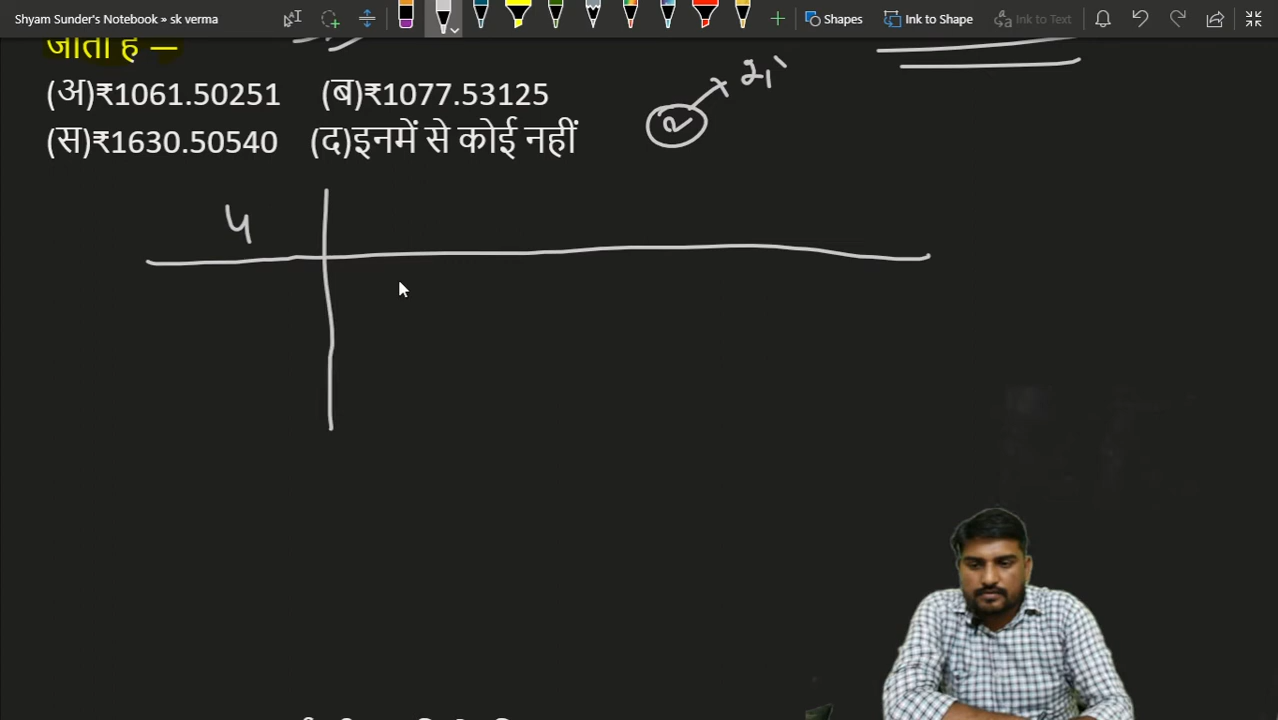 Shyam Sunder's Notebook » sk verma
Shapes Ink to Shape Ink to Text
जाता है —
(अ)₹1061.50251 (ब)₹1077.53125
(स)₹1630.50540 (द)इनमें से कोई नहीं
4